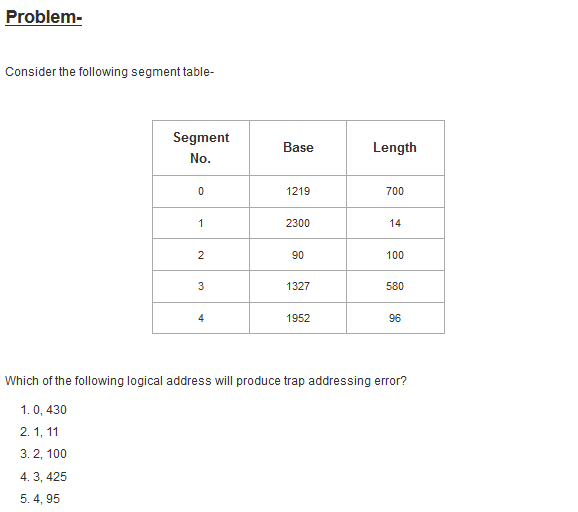 Problem-
Consider the following segment table-
Segment No. Base Length
0 1219 700
1 2300 14
2 90 100
3 1327 580
4 1952 96
Which of the following logical address will produce trap addressing error?
1. 0, 430
2. 1, 11
3. 2, 100
4. 3, 425
5. 4, 95